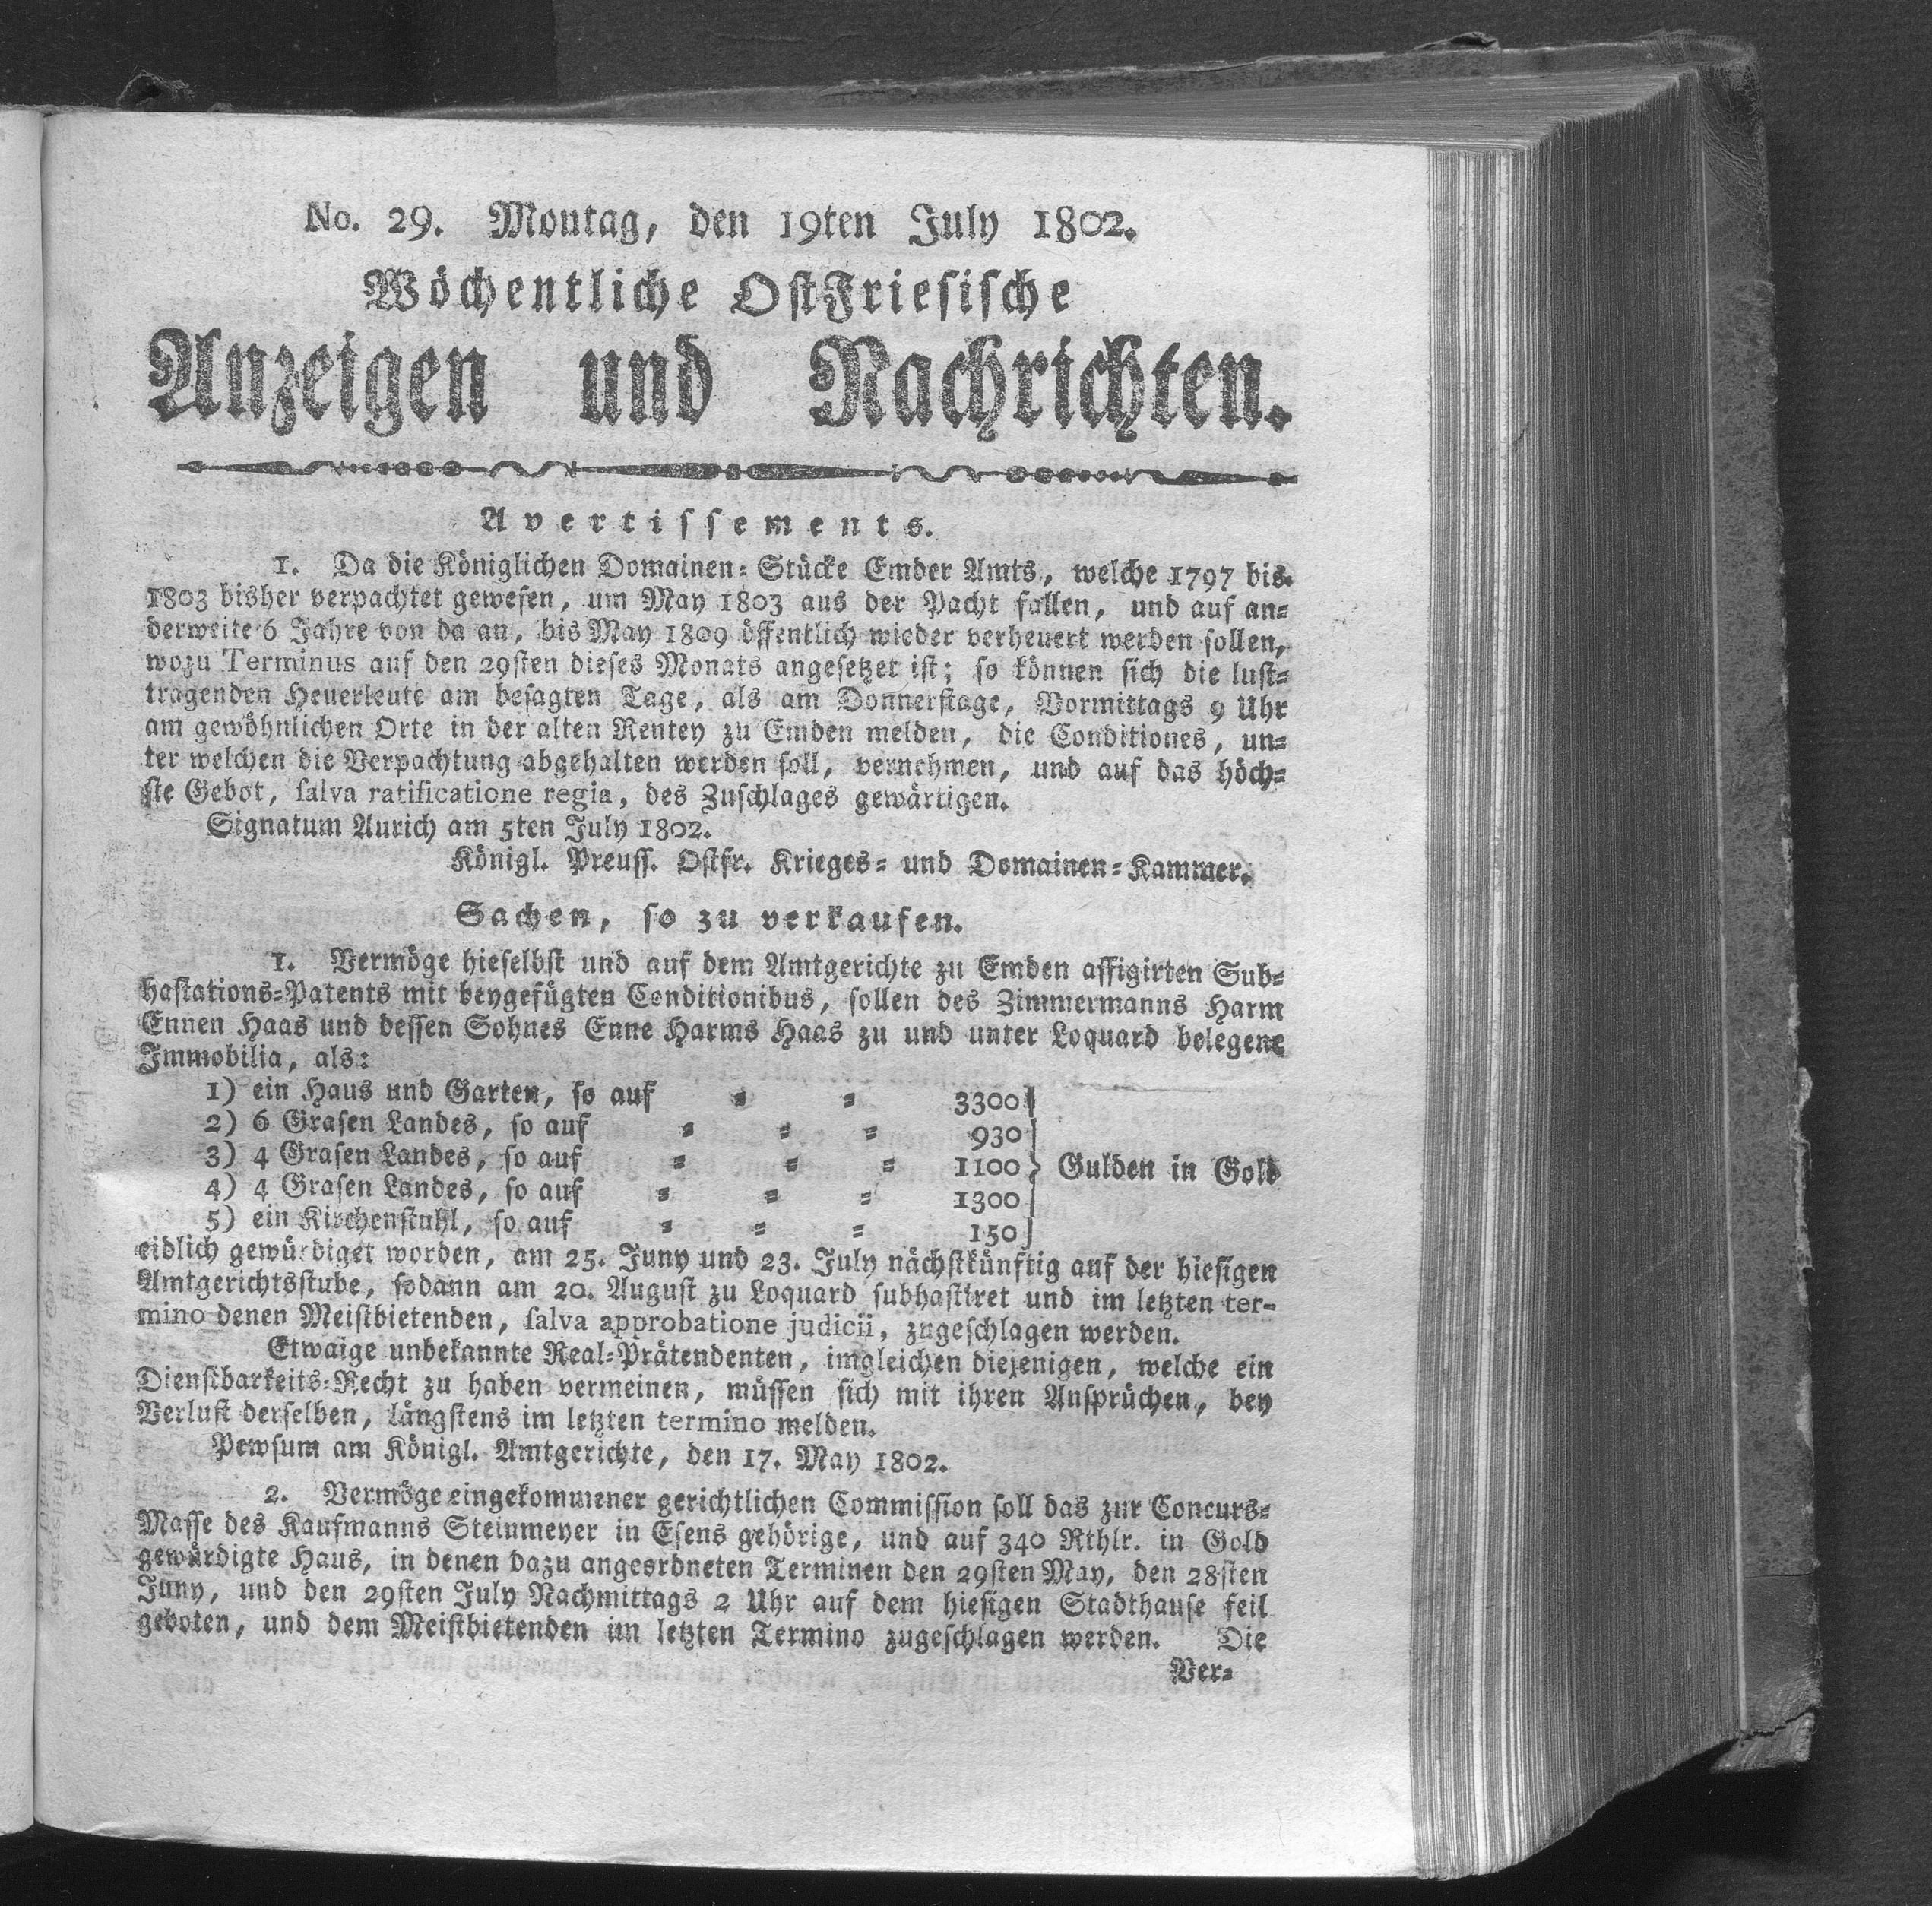 No. 29. Montag, den 19ten July 1802.
Wöchentliche OstFriesische
Anzeigen und Nachrichten.
Avertissements.
1. Da die Königlichen Domainen-Stücke Emder Amts, welche 1797 bis
1803 bisher verpachtet gewesen, um May 1803 aus der Pacht fallen, und auf an-
derweite 6 Jahre von da an, bis May 1809 öffentlich wieder verheuert werden sollen,
wozu Terminus auf den 29sten dieses Monats angesetzet ist; so können sich die lust-
tragenden Heuerleute am besagten Tage, als am Donnerstage, Vormittags 9 Uhr
am gewöhnlichen Orte in der alten Rentey zu Emden melden, die Conditiones, un-
ter welchen die Verpachtung abgehalten werden soll, vernehmen, und auf das höch-
ste Gebot, salva ratificatione regia, des Zuschlages gewärtigen.
Signatum Aurich am 5ten July 1802.
Königl. Preuss. Ostfr. Krieges- und Domainen-Kammer.
Sachen, so zu verkaufen.
1. Vermöge hieselbst und auf dem Amtgerichte zu Emden affigirten Sub-
hastations-Patents mit beygefügten Conditionibus, sollen des Zimmermanns Harm
Ennen Haas und dessen Sohnes Enne Harms Haas zu und unter Loquard belegene
Immobilia, als:
1) ein Haus und Garten, so auf - - 3300
2) 6 Grasen Landes, so auf - - - 930
3) 4 Grasen Landes, so auf - - - 1100 } Gulden in Gold
4) 4 Grasen Landes, so auf - - - 1300
5) ein Kirchenstuhl, so auf - - - 150
eidlich gewürdiget worden, am 25. Juny und 23. July nächstkünftig auf der hiesigen
Amtgerichtsstube, sodann am 20. August zu Loquard subhastiret und im letzten ter-
mino denen Meistbietenden, salva approbatione judicii, zugeschlagen werden.
Etwaige unbekannte Real-Prätendenten, imgleichen diejenigen, welche ein
Dienstbarkeits-Recht zu haben vermeinen, müssen sich mit ihren Ansprüchen, bey
Verlust derselben, längstens im letzten termino melden.
Pewsum am Königl. Amtgerichte, den 17. May 1802.
2. Vermöge eingekommener gerichtlichen Commission soll das zur Concurs-
Masse des Kaufmanns Steinmeyer in Esens gehörige, und auf 340 Rthlr. in Gold
gewürdigte Haus, in denen dazu angeordneten Terminen den 29sten May, den 28sten
Juny, und den 29sten July Nachmittags 2 Uhr auf dem hiesigen Stadthause feil
geboten, und dem Meistbietenden im letzten Termino zugeschlagen werden. Die
Ver-